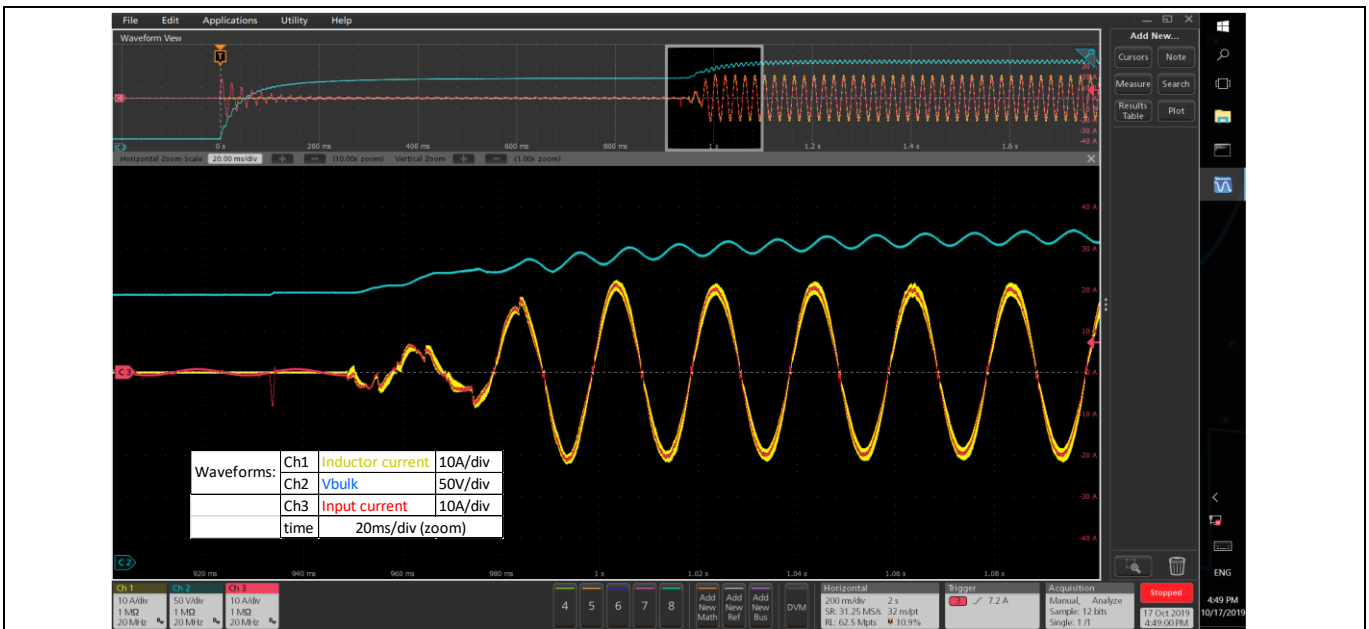 File Edit Applications Utility Help
Waveform View
Add New...
Cursors Note
Measure Search
Results Table Plot
T
C2 0 s 200 ms 400 ms 600 ms 800 ms 1 s 1.2 s 1.4 s 1.6 s
-30 A
-40 A
Horizontal Zoom Scale 20.00 ms/div + − (10.00x zoom) Vertical Zoom + − (1.00x zoom)
40 A
30 A
20 A
10 A
C3
0 A
-10 A
-20 A
-30 A
-40 A
Waveforms: Ch1 Inductor current 10A/div
Ch2 Vbulk 50V/div
Ch3 Input current 10A/div
time 20ms/div (zoom)
C2
920 ms 940 ms 960 ms 980 ms 1 s 1.02 s 1.04 s 1.06 s 1.08 s
Ch 1 Ch 2 Ch 3
10 A/div 50 V/div 10 A/div
1 MΩ 1 MΩ 1 MΩ
20 MHz 20 MHz 20 MHz
4 5 6 7 8
Add New Math Add New Ref Add New Bus
DVM
Horizontal
200 ms/div 2 s
SR: 31.25 MS/s 32 ns/pt
RL: 62.5 Mpts 10.9%
Trigger
3 7.2 A
Acquisition
Manual, Analyze
Sample: 12 bits
Single: 1 /1
Stopped
17 Oct 2019
4:49:00 PM
ENG
4:49 PM
10/17/2019